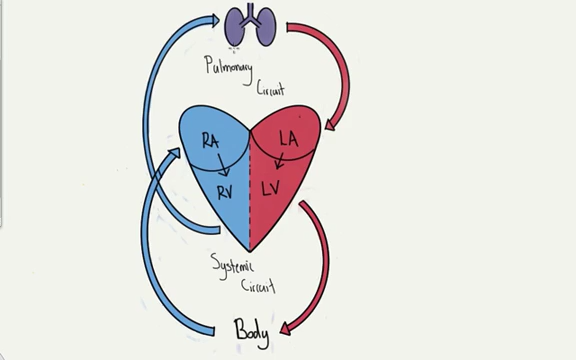 Pulmonary
Circuit
RA
LA
RV
LV
Systemic
Circuit
Body